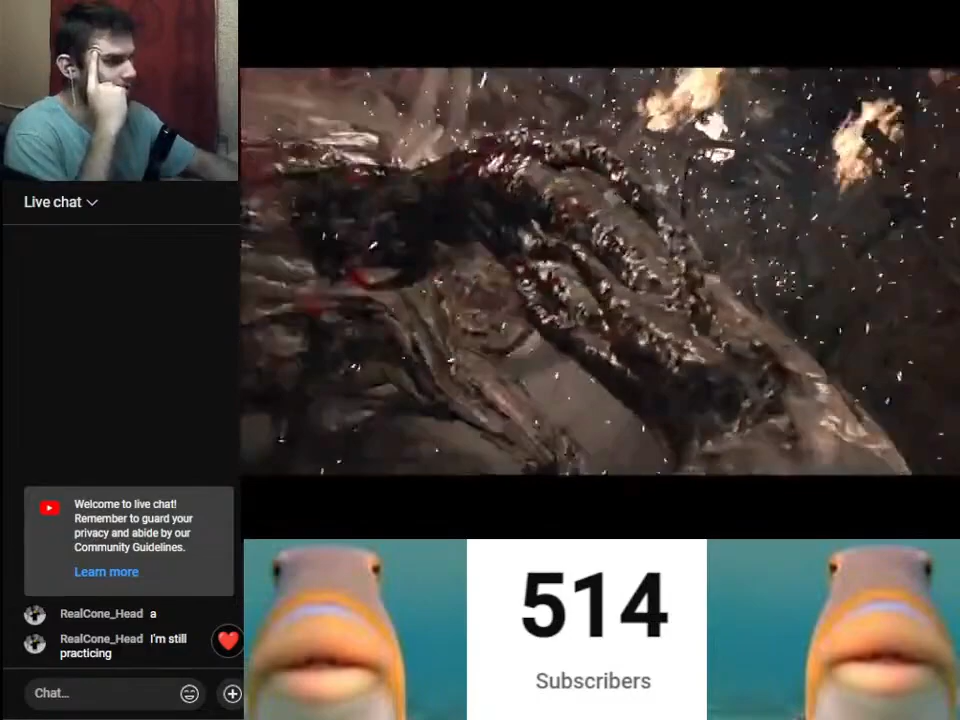 Live chat
Welcome to live chat!
Remember to guard your
privacy and abide by our
Community Guidelines.
Learn more
RealCone_Head a
RealCone_Head I'm still
practicing
Chat...
514
Subscribers